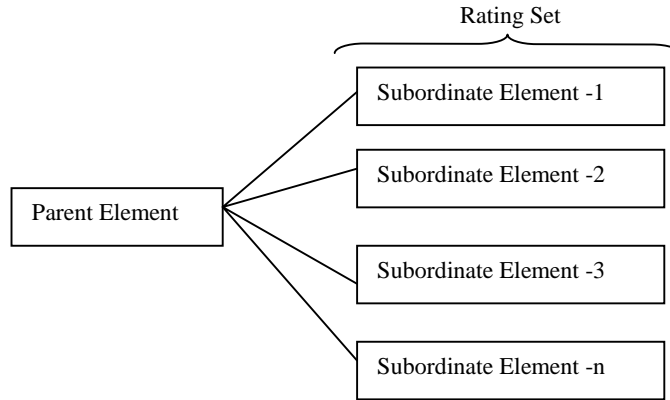 Rating Set
Subordinate Element -1
Subordinate Element -2
Parent Element
Subordinate Element -3
Subordinate Element -n